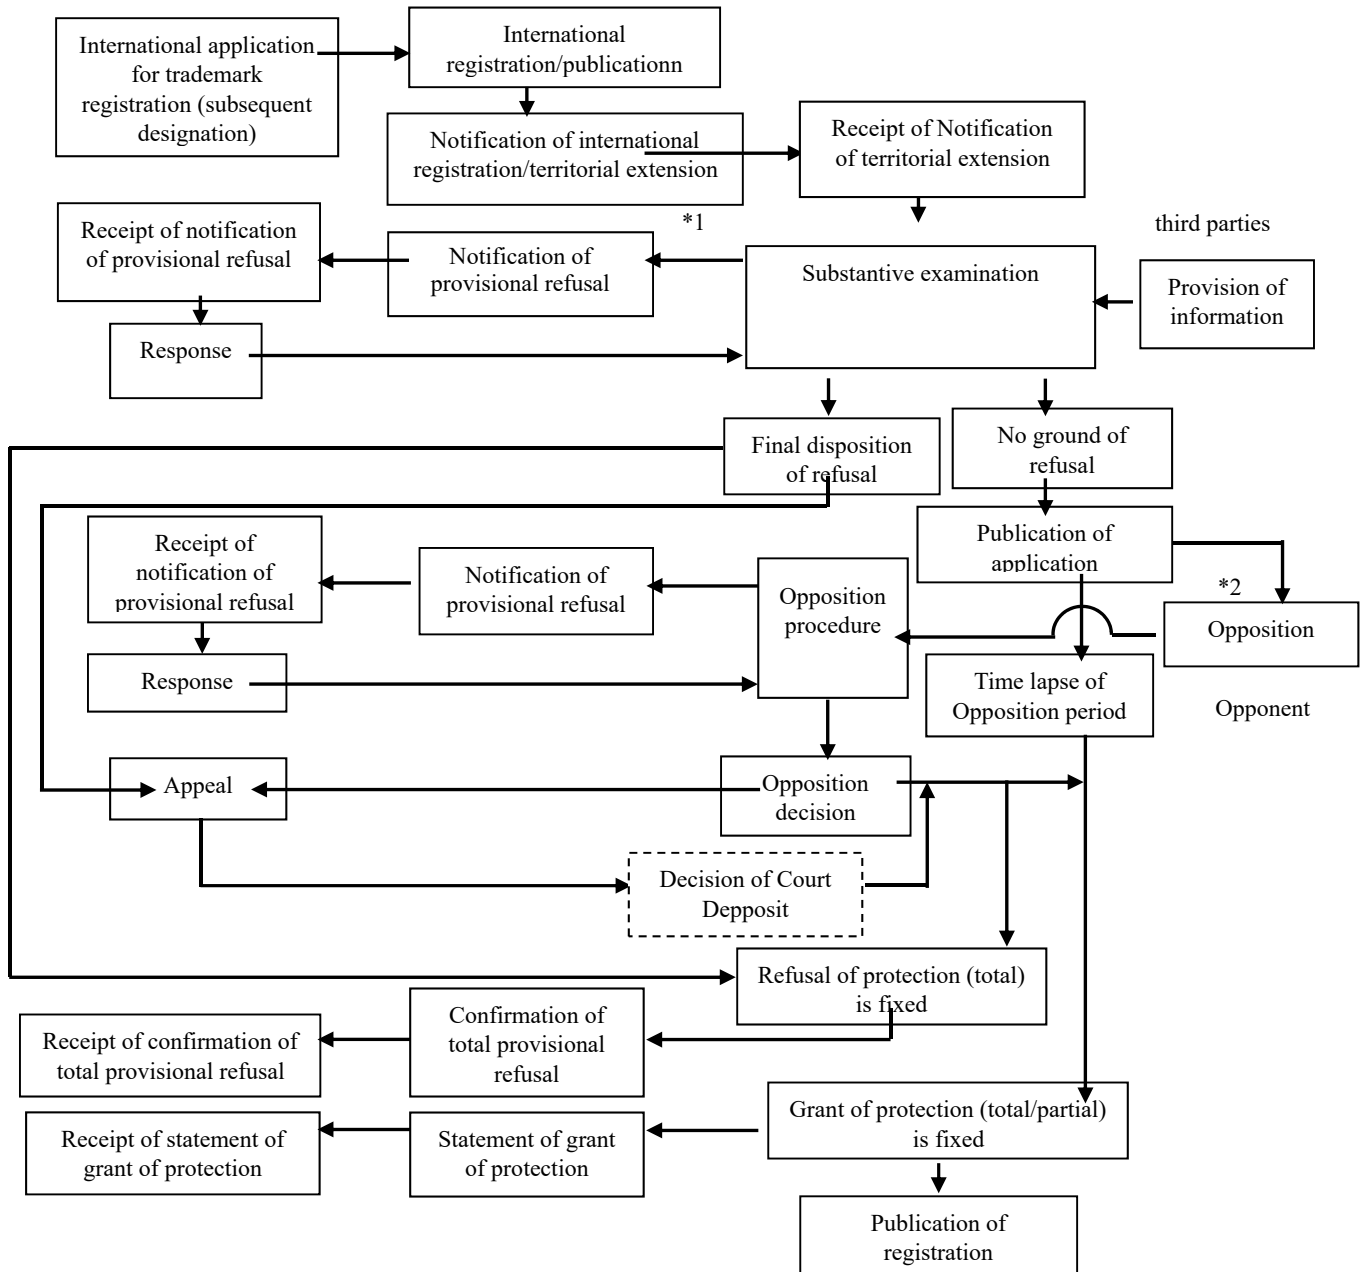 International application
for trademark
registration (subsequent
designation)
International
registration/publicationn
Notification of international
registration/territorial extension
Receipt of Notification
of territorial extension
*1
third parties
Receipt of notification
of provisional refusal
Notification of
provisional refusal
Substantive examination
Provision of
information
Response
Final disposition
of refusal
No ground of
refusal
Publication of
application
Receipt of
notification of
provisional refusal
Notification of
provisional refusal
Opposition
procedure
*2
Opposition
Response
Time lapse of
Opposition period
Opponent
Appeal
Opposition
decision
Decision of Court
Depposit
Refusal of protection (total)
is fixed
Confirmation of
total provisional
refusal
Receipt of confirmation of
total provisional refusal
Grant of protection (total/partial)
is fixed
Statement of grant
of protection
Receipt of statement of
grant of protection
Publication of
registration